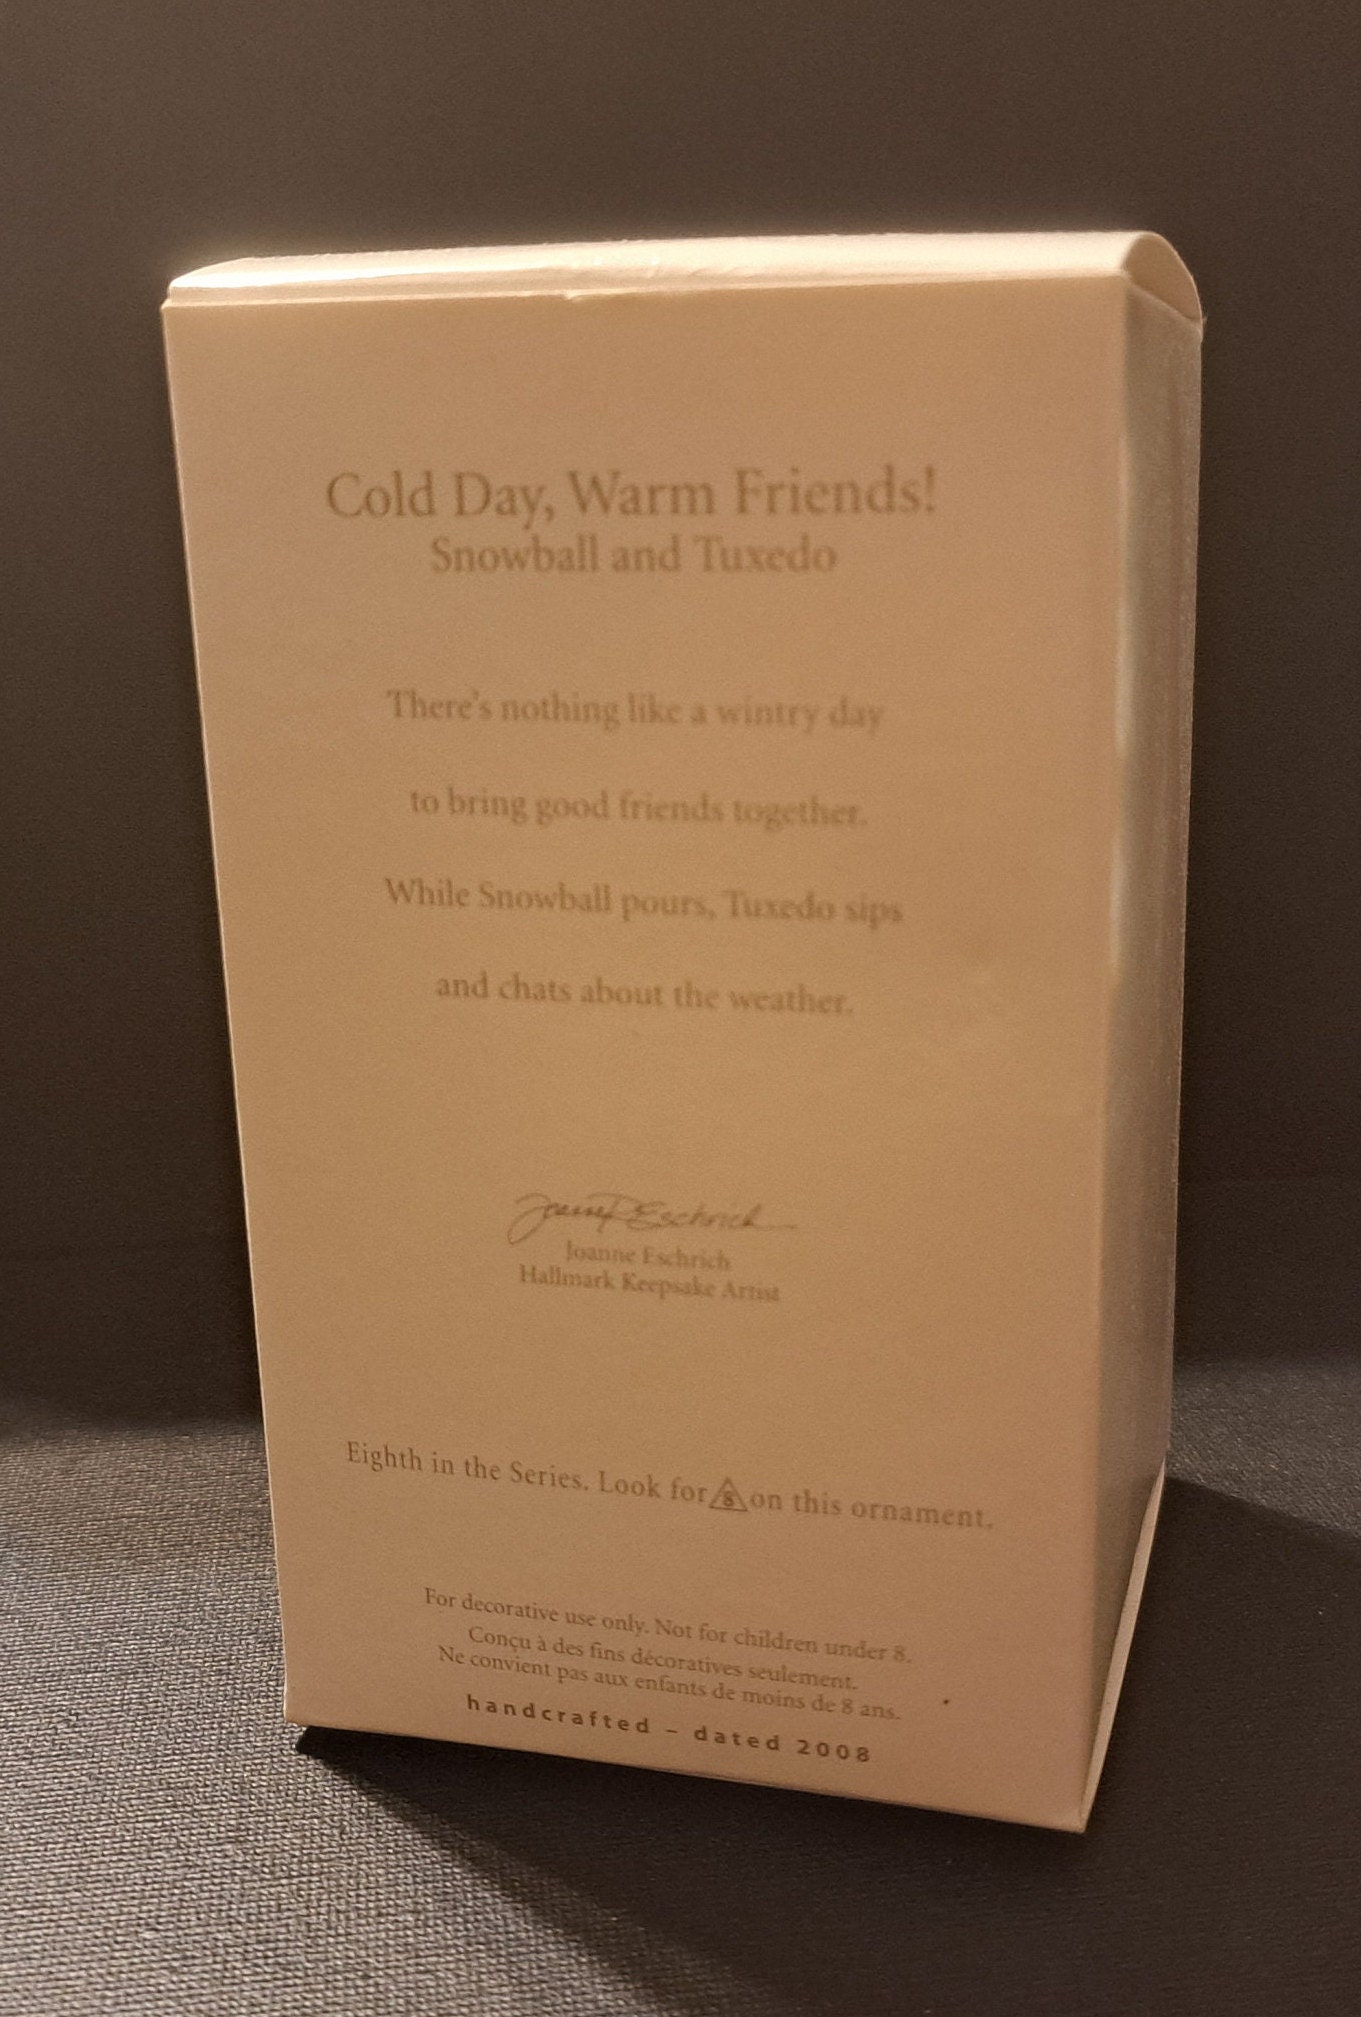 Cold Day, Warm Friends!
Snowball and Tuxedo
There's nothing like a wintry day
to bring good friends together.
While Snowball pours, Tuxedo sips
and chats about the weather.
Joanne Eschrich
Joanne Eschrich
Hallmark Keepsake Artist
Eighth in the Series. Look for 8 on this ornament.
For decorative use only. Not for children under 8.
Conçu à des fins décoratives seulement.
Ne convient pas aux enfants de moins de 8 ans.
handcrafted – dated 2008